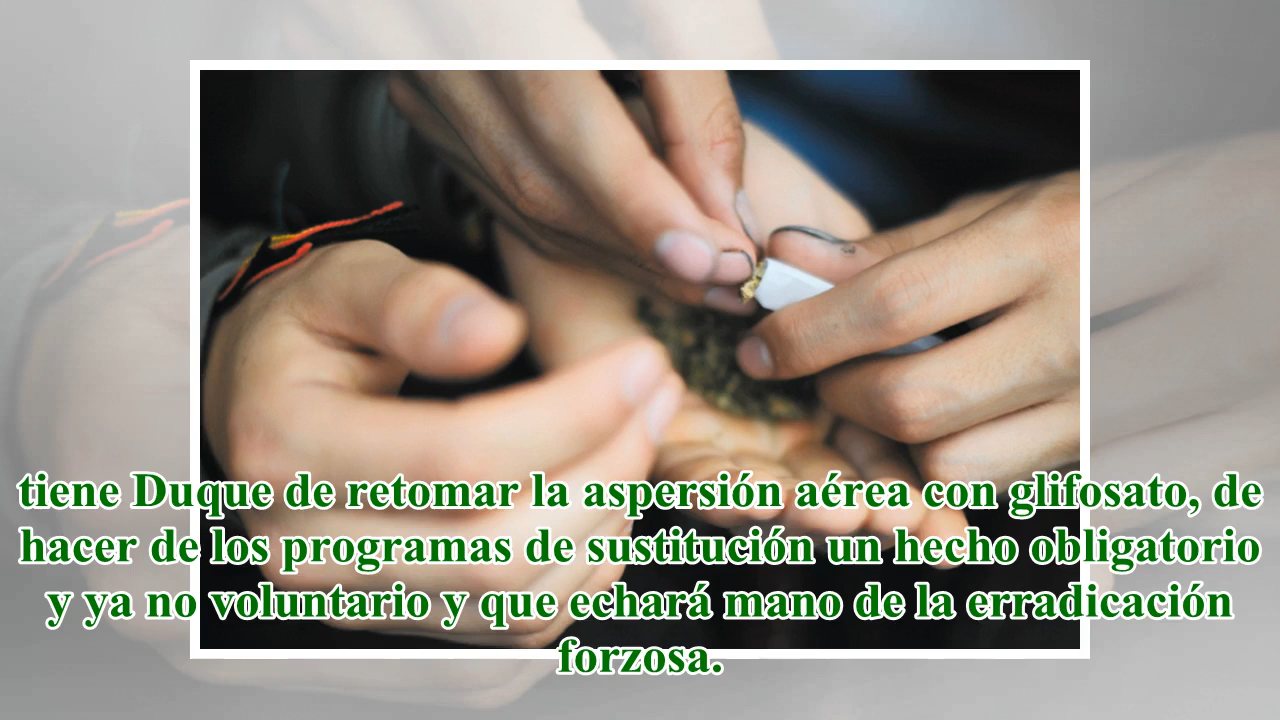 tiene Duque de retomar la aspersión aérea con glifosato, de
hacer de los programas de sustitución un hecho obligatorio
y ya no voluntario y que echará mano de la erradicación
forzosa.